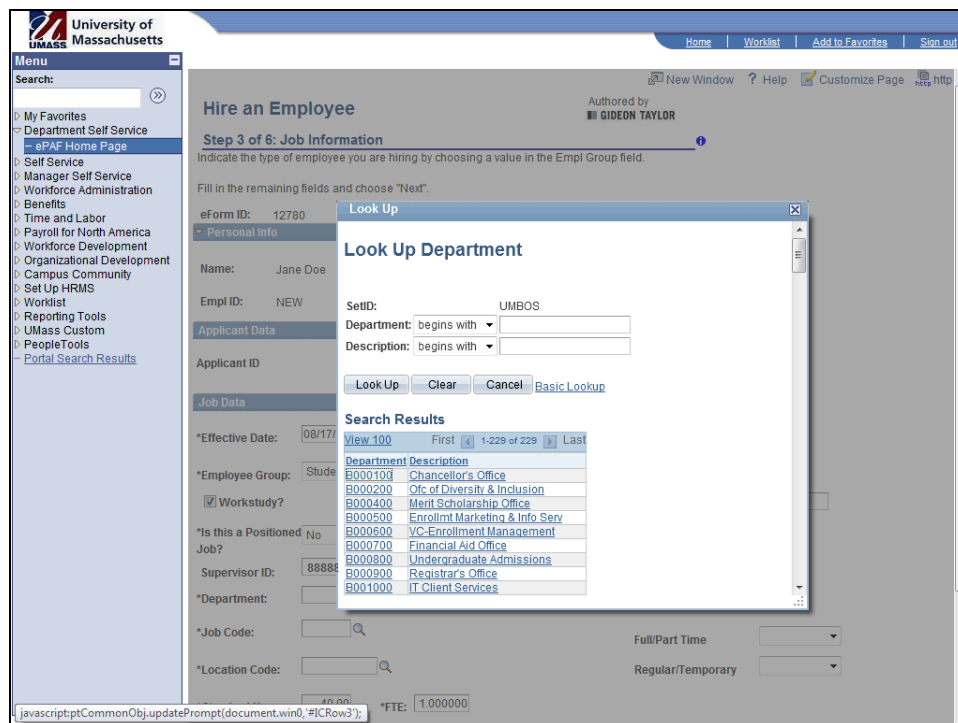 University of
UMASS Massachusetts
Home | Worklist | Add to Favorites | Sign out
Menu
Search:
My Favorites
Department Self Service
ePAF Home Page
Self Service
Manager Self Service
Workforce Administration
Benefits
Time and Labor
Payroll for North America
Workforce Development
Organizational Development
Campus Community
Set Up HRMS
Worklist
Reporting Tools
UMass Custom
PeopleTools
Portal Search Results
New Window ? Help Customize Page http
Hire an Employee
Authored by
GIDEON TAYLOR
Step 3 of 6: Job Information
Indicate the type of employee you are hiring by choosing a value in the Empl Group field.
Fill in the remaining fields and choose "Next".
eForm ID: 12780
Personal Info
Name: Jane Doe
Empl ID: NEW
Applicant Data
Applicant ID
Job Data
*Effective Date: 08/17/
*Employee Group: Stude
Workstudy?
*Is this a Positioned Job? No
Supervisor ID: 88888
*Department:
*Job Code:
Full/Part Time
*Location Code:
Regular/Temporary
40.00 *FTE: 1.000000
Look Up
Look Up Department
SetID: UMBOS
Department: begins with
Description: begins with
Look Up Clear Cancel Basic Lookup
Search Results
View 100 First 1-229 of 229 Last
Department Description
B000100 Chancellor's Office
B000200 Ofc of Diversity & Inclusion
B000400 Merit Scholarship Office
B000500 Enrollmt Marketing & Info Serv
B000600 VC-Enrollment Management
B000700 Financial Aid Office
B000800 Undergraduate Admissions
B000900 Registrar's Office
B001000 IT Client Services
javascript:ptCommonObj.updatePrompt(document.win0,'#ICRow3');